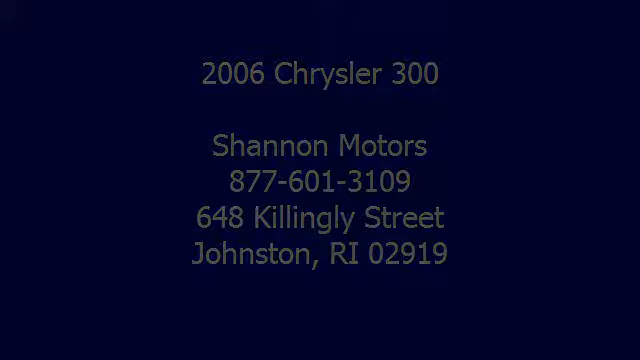 2006 Chrysler 300
Shannon Motors
877-601-3109
648 Killingly Street
Johnston, RI 02919